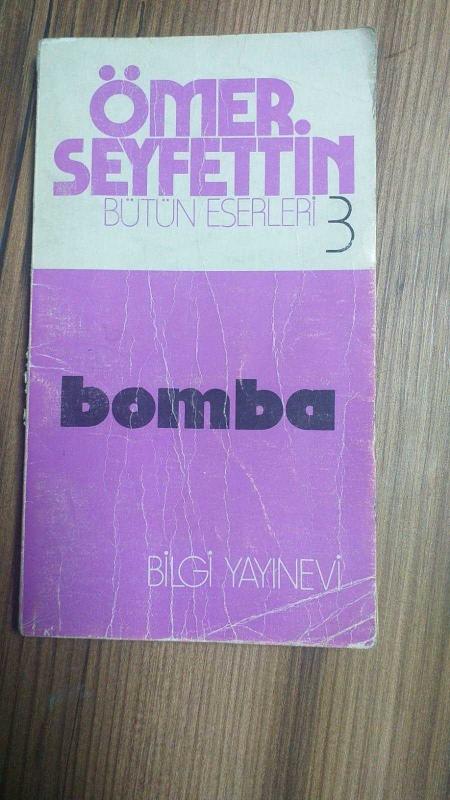 ÖMER.
SEYFETTİN
BÜTÜN ESERLERİ 3
bomba
BİLGİ YAYINEVİ